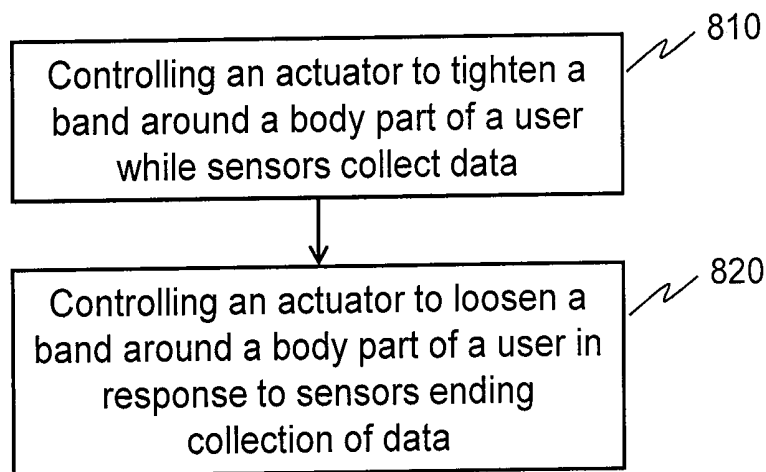 810
Controlling an actuator to tighten a
band around a body part of a user
while sensors collect data
820
Controlling an actuator to loosen a
band around a body part of a user in
response to sensors ending
collection of data